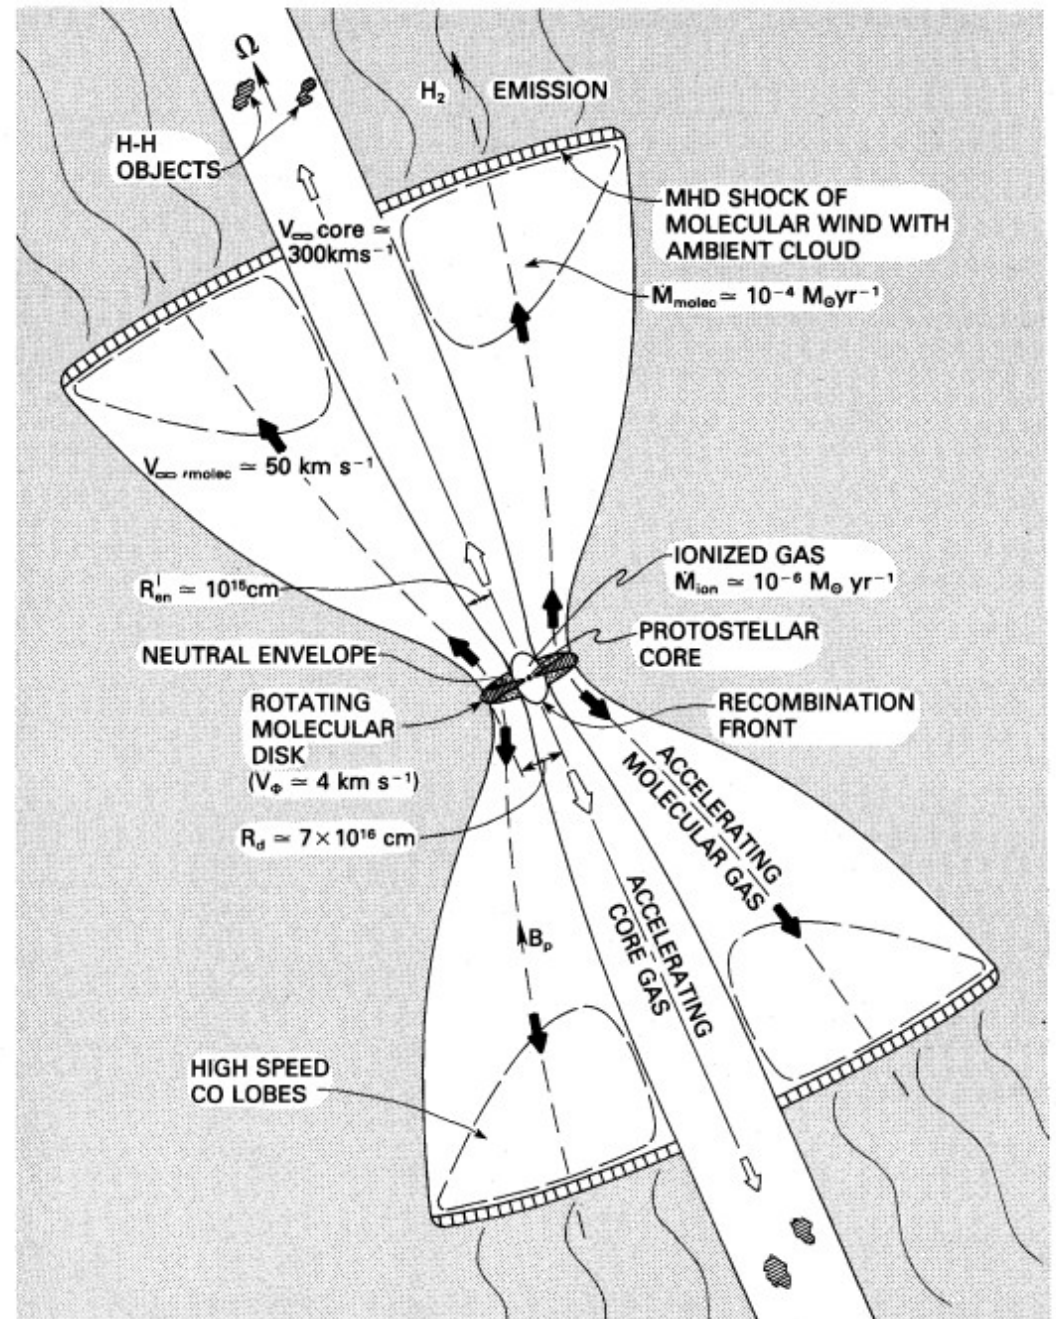 Ω
H₂ EMISSION
H-H
OBJECTS
MHD SHOCK OF
MOLECULAR WIND WITH
AMBIENT CLOUD
V∞ core ≃
300kms⁻¹
Ṁmolec ≃ 10⁻⁴ M⊙yr⁻¹
V∞,molec ≃ 50 km s⁻¹
IONIZED GAS
Ṁion ≃ 10⁻⁶ M⊙ yr⁻¹
≃ 10¹⁵cm
PROTOSTELLAR
CORE
NEUTRAL ENVELOPE
ROTATING
MOLECULAR
DISK
(VΦ ≃ 4 km s⁻¹)
RECOMBINATION
FRONT
Rd ≃ 7×10¹⁶ cm
ACCELERATING
MOLECULAR GAS
ACCELERATING
CORE GAS
Bp
HIGH SPEED
CO LOBES